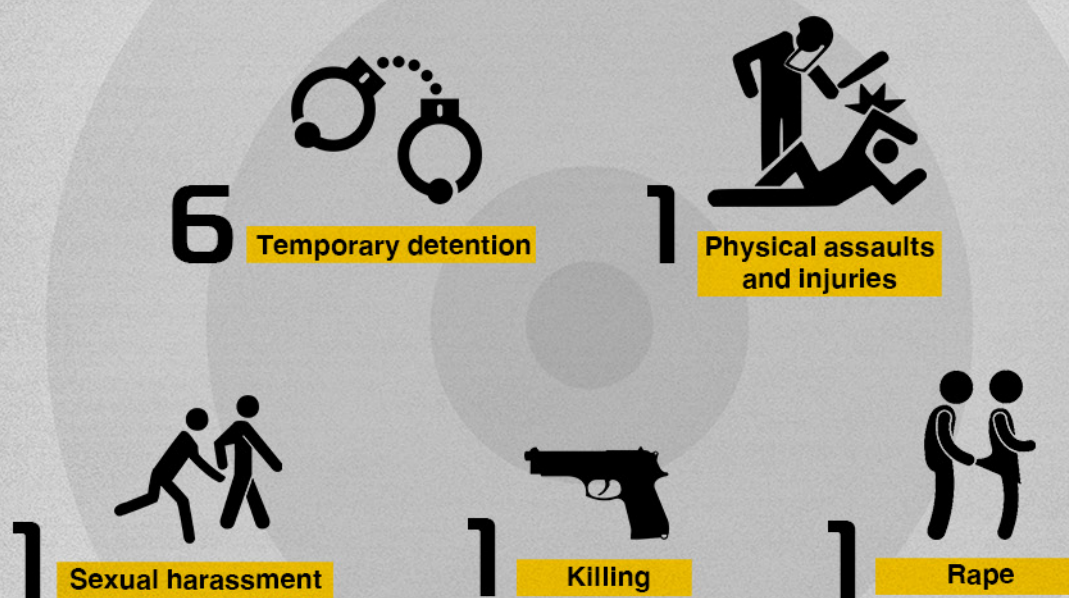 6 Temporary detention
1 Physical assaults
and injuries
1 Sexual harassment
1 Killing
1 Rape